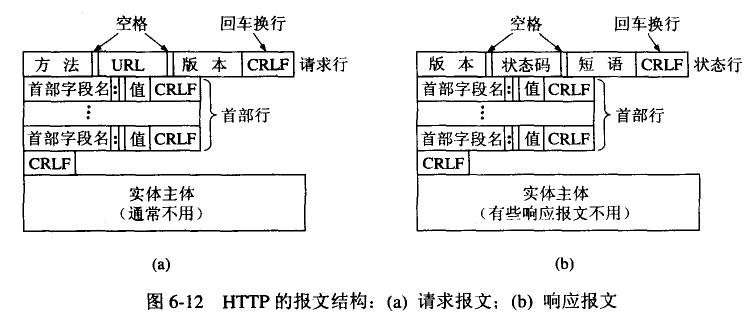 空格 回车换行
方 法 URL 版 本 CRLF 请求行
首部字段名 : 值 CRLF
⋮
首部行
首部字段名 : 值 CRLF
CRLF
实体主体
（通常不用）
(a)
空格 回车换行
版 本 状态码 短 语 CRLF 状态行
首部字段名 : 值 CRLF
⋮
首部行
首部字段名 : 值 CRLF
CRLF
实体主体
（有些响应报文不用）
(b)
图 6-12 HTTP 的报文结构：(a) 请求报文；(b) 响应报文